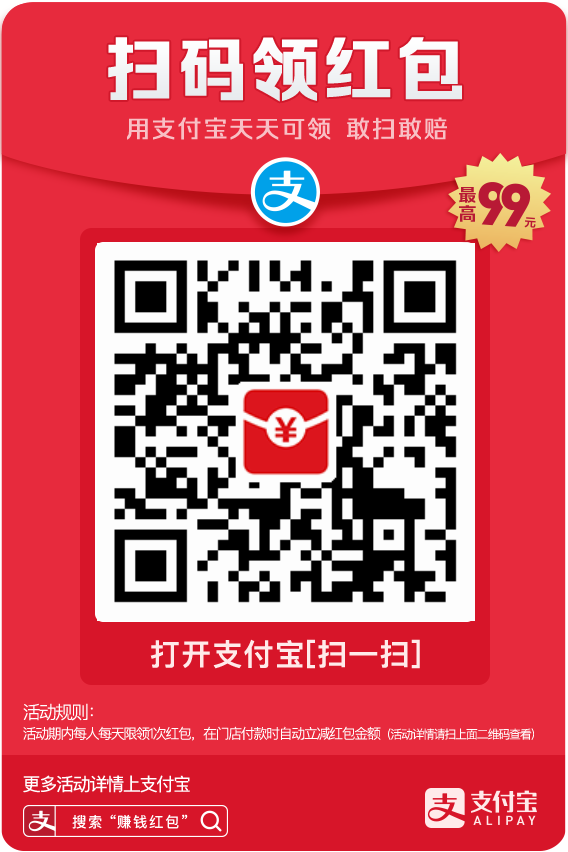 扫码领红包
用支付宝天天可领 敢扫敢赔
支
最高99元
¥
打开支付宝[扫一扫]
活动规则：
活动期内每人每天限领1次红包，在门店付款时自动立减红包金额（活动详情请扫上面二维码查看）
更多活动详情上支付宝
支 搜索“赚钱红包”
支 支付宝
ALIPAY